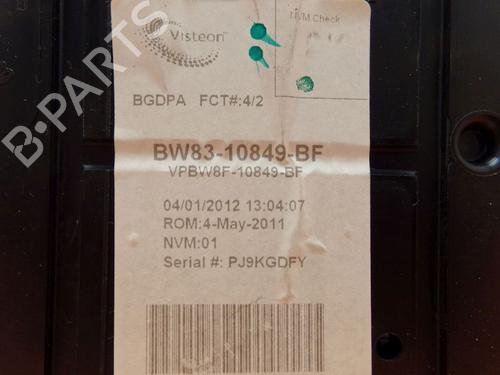 Visteon
NVM Check
BGDPA FCT#:4/2
BW83-10849-BF
VPBW8F-10849-BF
04/01/2012 13:04:07
ROM:4-May-2011
NVM:01
Serial #: PJ9KGDFY
B-PARTS